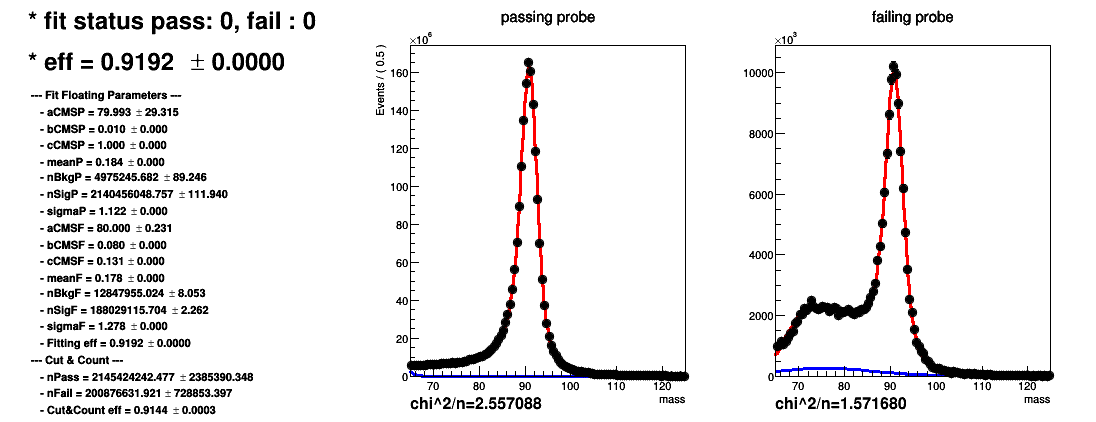 * fit status pass: 0, fail : 0
* eff = 0.9192 ± 0.0000
--- Fit Floating Parameters ---
- aCMSP = 79.993 ± 29.315
- bCMSP = 0.010 ± 0.000
- cCMSP = 1.000 ± 0.000
- meanP = 0.184 ± 0.000
- nBkgP = 4975245.682 ± 89.246
- nSigP = 2140456048.757 ± 111.940
- sigmaP = 1.122 ± 0.000
- aCMSF = 80.000 ± 0.231
- bCMSF = 0.080 ± 0.000
- cCMSF = 0.131 ± 0.000
- meanF = 0.178 ± 0.000
- nBkgF = 12847955.024 ± 8.053
- nSigF = 188029115.704 ± 2.262
- sigmaF = 1.278 ± 0.000
- Fitting eff = 0.9192 ± 0.0000
--- Cut & Count ---
- nPass = 2145424242.477 ± 2385390.348
- nFail = 200876631.921 ± 728853.397
- Cut&Count eff = 0.9144 ± 0.0003
passing probe
×10⁶
Events / ( 0.5 )
160
140
120
100
80
60
40
20
0
70 80 90 100 110 120
mass
chi^2/n=2.557088
failing probe
×10³
10000
8000
6000
4000
2000
0
70 80 90 100 110 120
mass
chi^2/n=1.571680